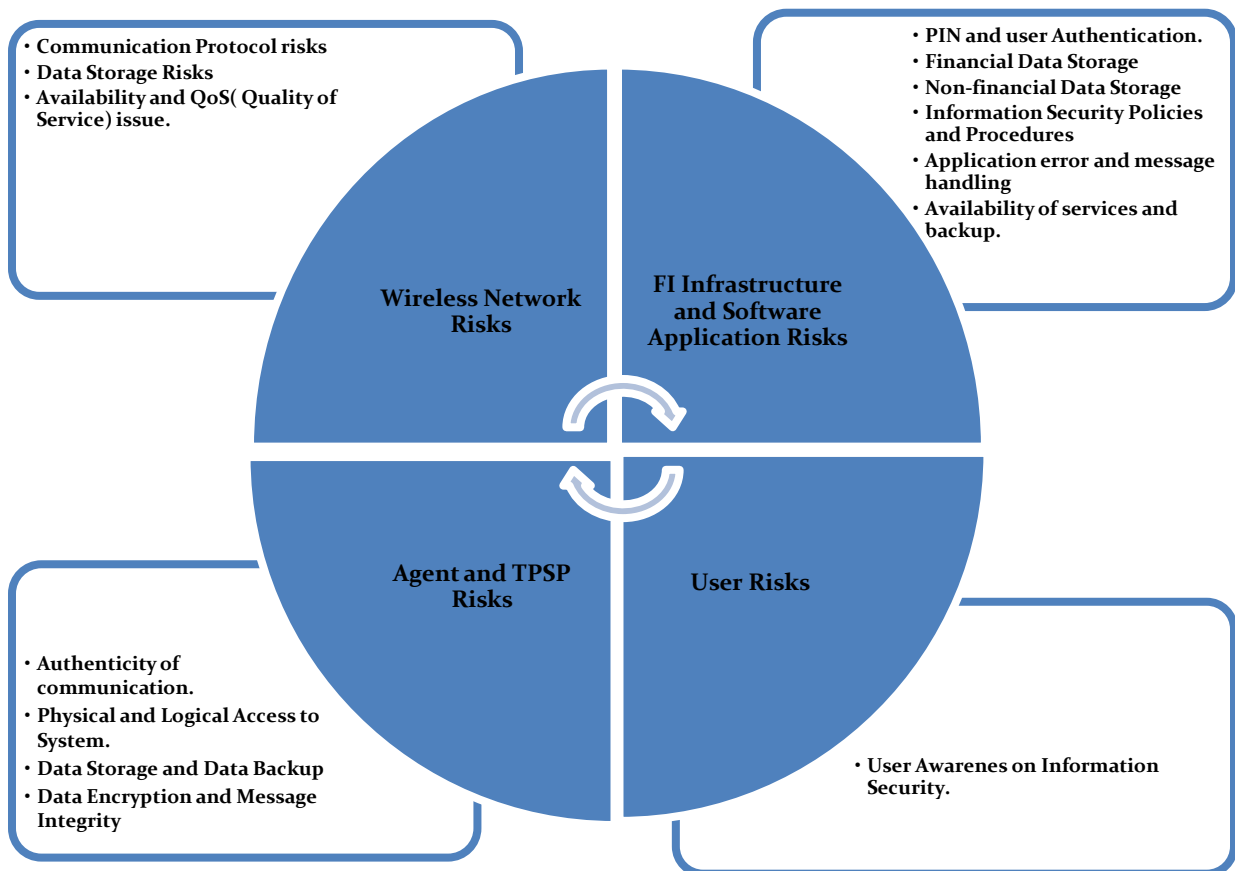 • Communication Protocol risks
• Data Storage Risks
• Availability and QoS( Quality of
Service) issue.
• PIN and user Authentication.
• Financial Data Storage
• Non-financial Data Storage
• Information Security Policies
and Procedures
• Application error and message
handling
• Availability of services and
backup.
Wireless Network
Risks
FI Infrastructure
and Software
Application Risks
Agent and TPSP
Risks
User Risks
• Authenticity of
communication.
• Physical and Logical Access to
System.
• Data Storage and Data Backup
• Data Encryption and Message
Integrity
• User Awarenes on Information
Security.